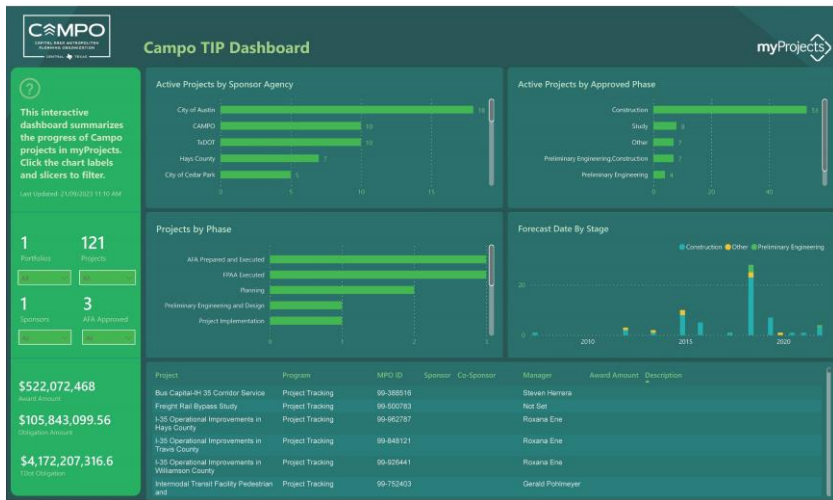 CAMPO
CAPITAL AREA METROPOLITAN
PLANNING ORGANIZATION
CENTRAL TEXAS
Campo TIP Dashboard
myProjects
This interactive
dashboard summarizes
the progress of Campo
projects in myProjects.
Click the chart labels
and slicers to filter.
Last Updated: 21/09/2023 11:10 AM
1
Portfolios
121
Projects
All
All
1
Sponsors
3
AFA Approved
All
All
$522,072,468
Award Amount
$105,843,099.56
Obligation Amount
$4,172,207,316.6
TDot Obligation
Active Projects by Sponsor Agency
City of Austin 18
CAMPO 10
TxDOT 10
Hays County 7
City of Cedar Park 5
0 5 10 15
Active Projects by Approved Phase
Construction 53
Study 8
Other 7
Preliminary Engineering,Construction 7
Preliminary Engineering 4
0 20 40
Projects by Phase
AFA Prepared and Executed
FPAA Executed
Planning
Preliminary Engineering and Design
Project Implementation
0 1 2 3
Forecast Date By Stage
Construction Other Preliminary Engineering
20
0
2010 2015 2020
Project Program MPO ID Sponsor Co-Sponsor Manager Award Amount Description
Bus Capital-IH 35 Corridor Service Project Tracking 99-388516 Steven Herrera
Freight Rail Bypass Study Project Tracking 99-500783 Not Set
I-35 Operational Improvements in Project Tracking 99-962787 Roxana Ene
Hays County
I-35 Operational Improvements in Project Tracking 99-848121 Roxana Ene
Travis County
I-35 Operational Improvements in Project Tracking 99-926441 Roxana Ene
Williamson County
Intermodal Transit Facility Pedestrian Project Tracking 99-752403 Gerald Pohlmeyer
and